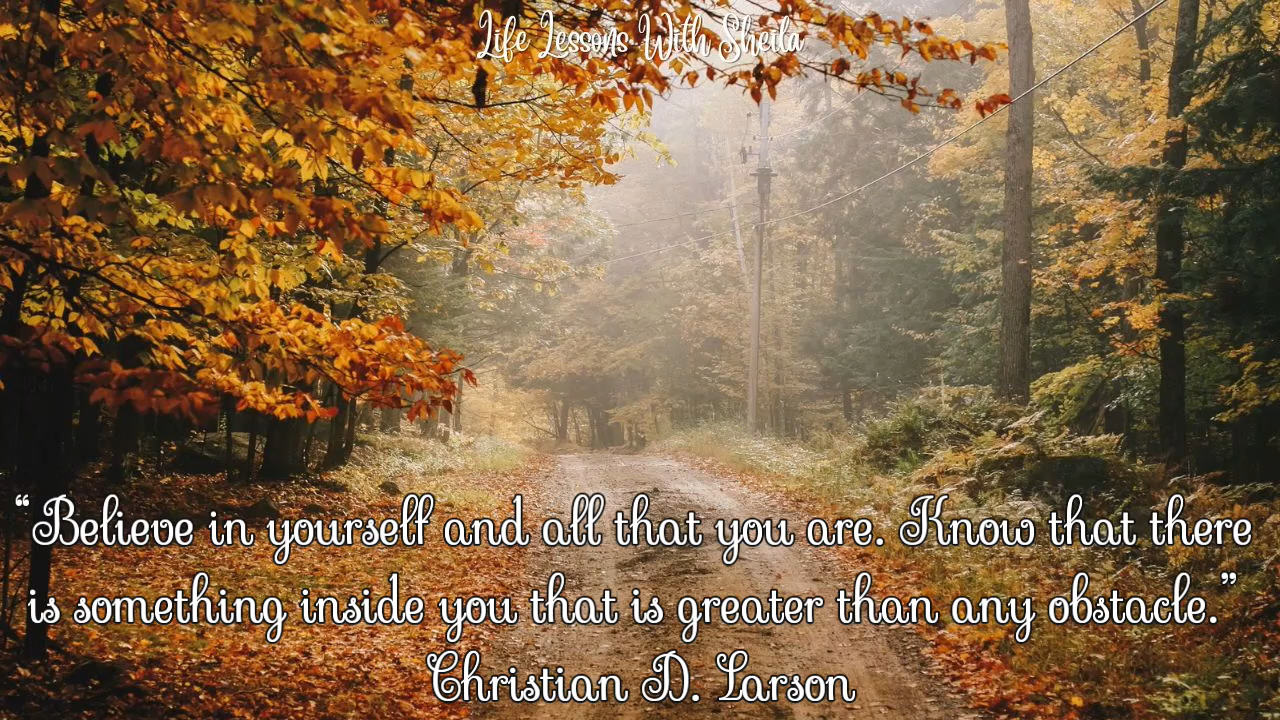 Life Lessons With Sheila
“Believe in yourself and all that you are. Know that there
is something inside you that is greater than any obstacle.”
Christian D. Larson